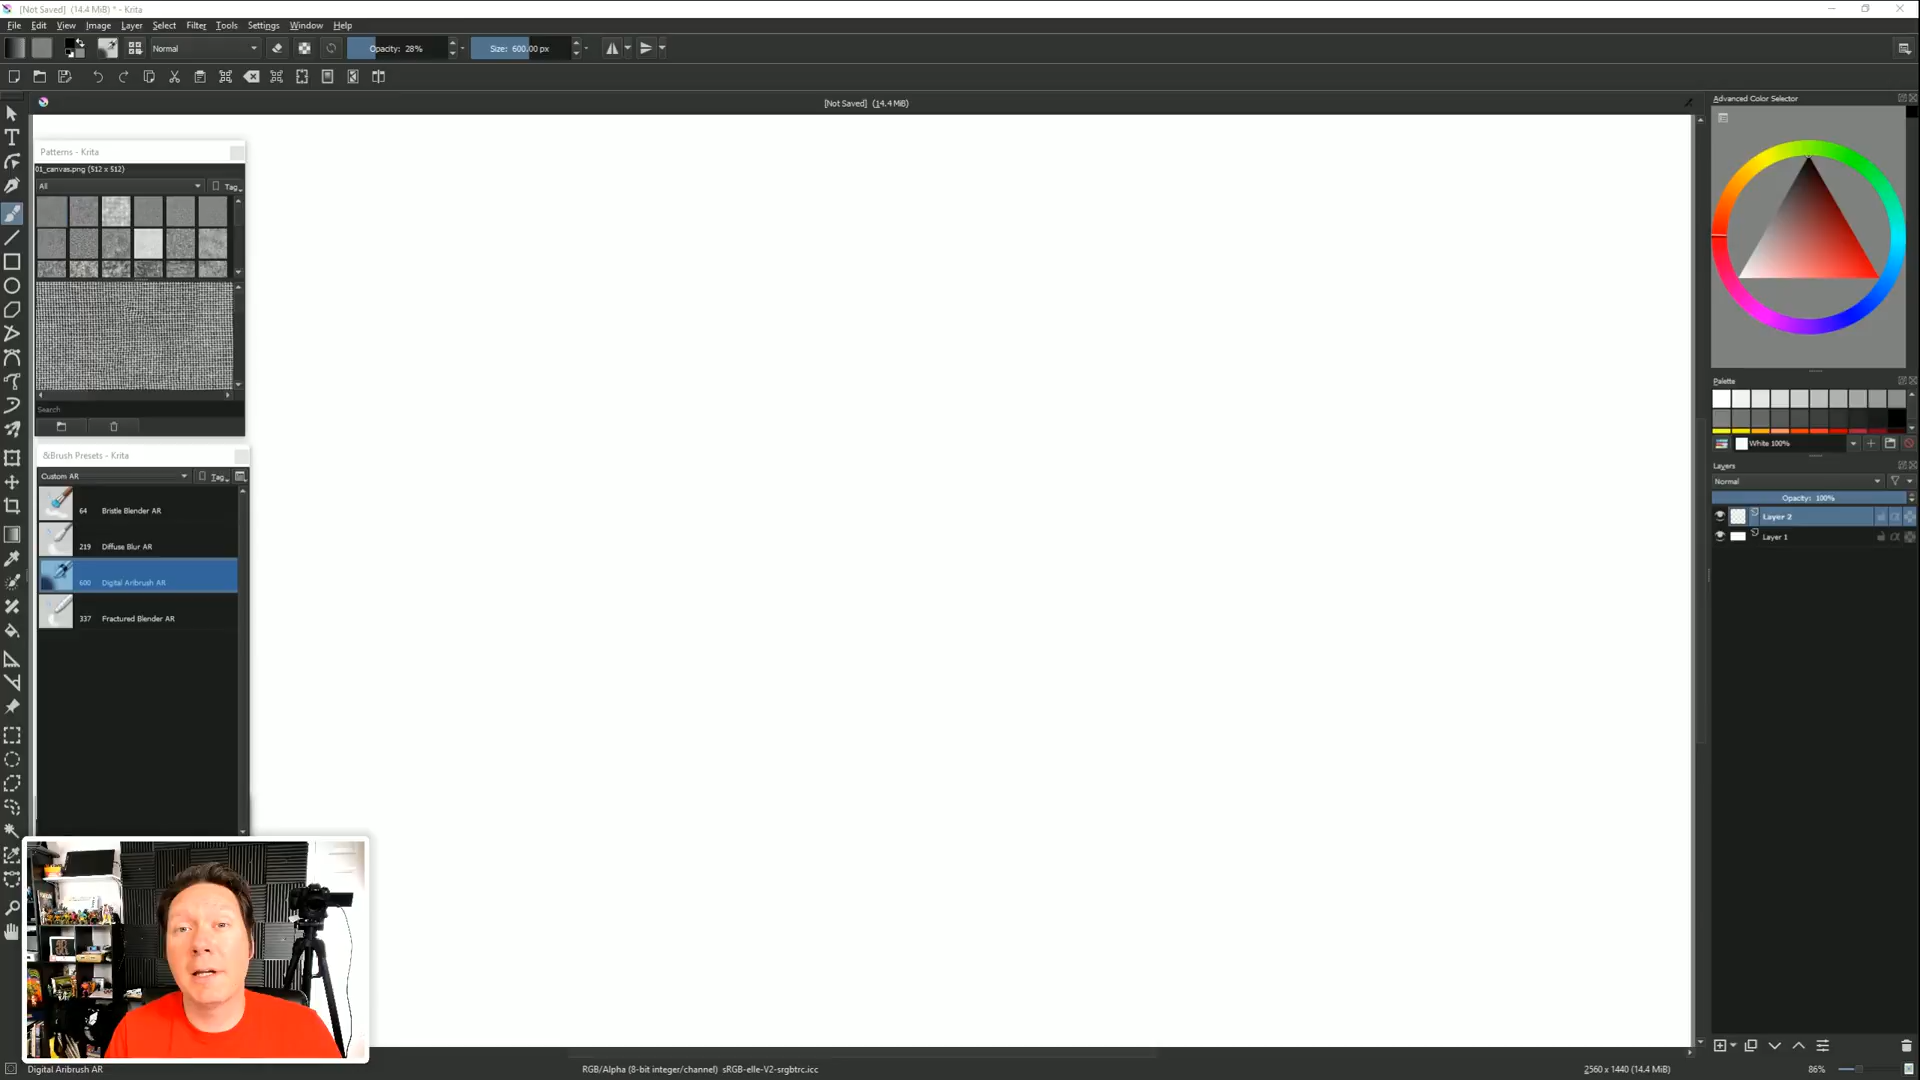 [Not Saved] (14.4 MiB) * - Krita
File Edit View Image Layer Select Filter Tools Settings Window Help
Normal Opacity: 28% Size: 600.00 px
[Not Saved] (14.4 MiB)
Patterns - Krita
01_canvas.png (512 x 512)
All Tag
Search
&Brush Presets - Krita
Custom AR Tag
64 Bristle Blender AR
219 Diffuse Blur AR
600 Digital Aribrush AR
337 Fractured Blender AR
Advanced Color Selector
Palette
White 100%
Layers
Normal
Opacity: 100%
Layer 2
Layer 1
Digital Aribrush AR RGB/Alpha (8-bit integer/channel) sRGB-elle-V2-srgbtrc.icc 2560 x 1440 (14.4 MiB) 86%